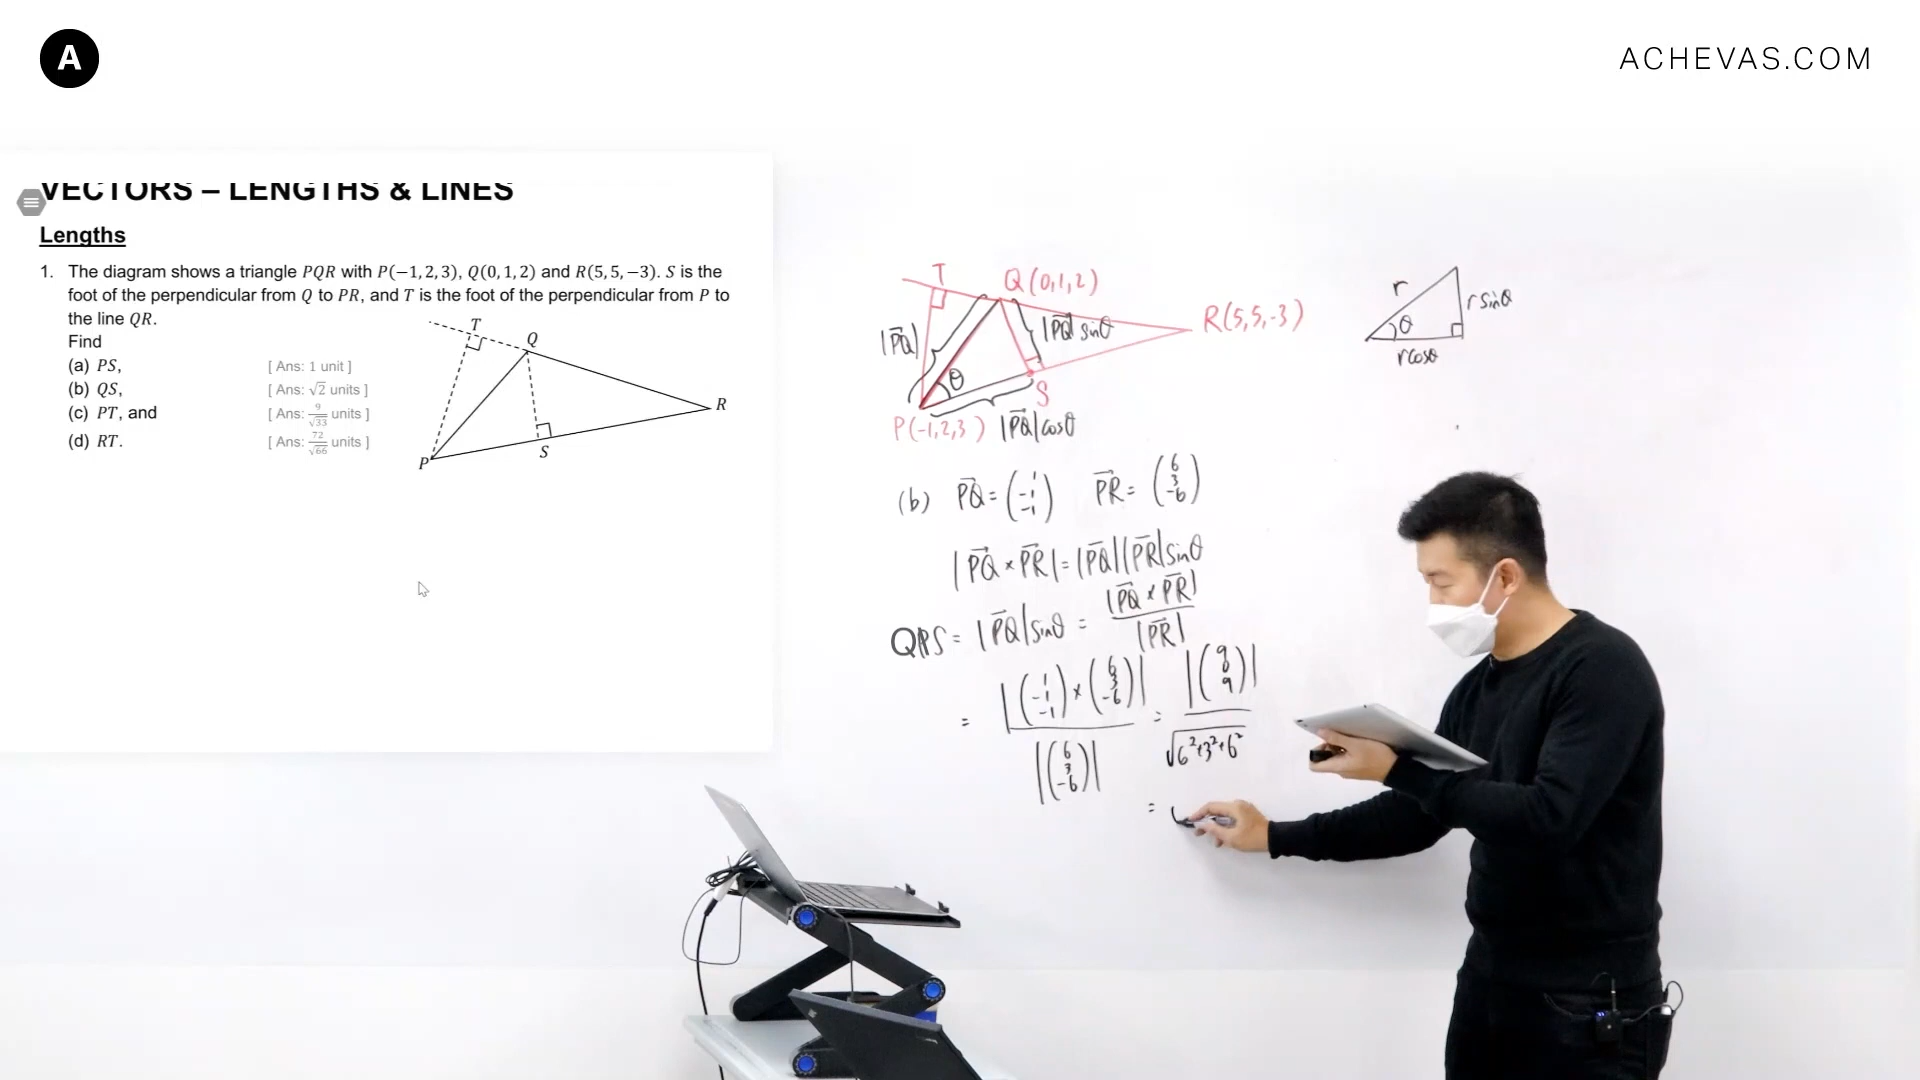 A
ACHEVAS.COM
VECTORS – LENGTHS & LINES
Lengths
1. The diagram shows a triangle PQR with P(−1, 2, 3), Q(0, 1, 2) and R(5, 5, −3). S is the
foot of the perpendicular from Q to PR, and T is the foot of the perpendicular from P to
the line QR.
Find
(a) PS, [ Ans: 1 unit ]
(b) QS, [ Ans: √2 units ]
(c) PT, and [ Ans: 9/√33 units ]
(d) RT. [ Ans: 72/√66 units ]
T
Q
R
S
P
T
Q(0,1,2)
R(5,5,-3)
|PQ|
|PQ| sinθ
θ
S
P(-1,2,3)
|PQ|cosθ
r
r sinθ
θ
rcosθ
(b) PQ = (1 -1 -1) PR = (6 3 -6)
|PQ × PR| = |PQ||PR|sinθ
= |PQ|sinθ = |PQ × PR| / |PR|
= |(1 -1 -1) × (6 3 -6)| / |(6 3 -6)| = |(9 0 9)| / √6²+3²+6²
=